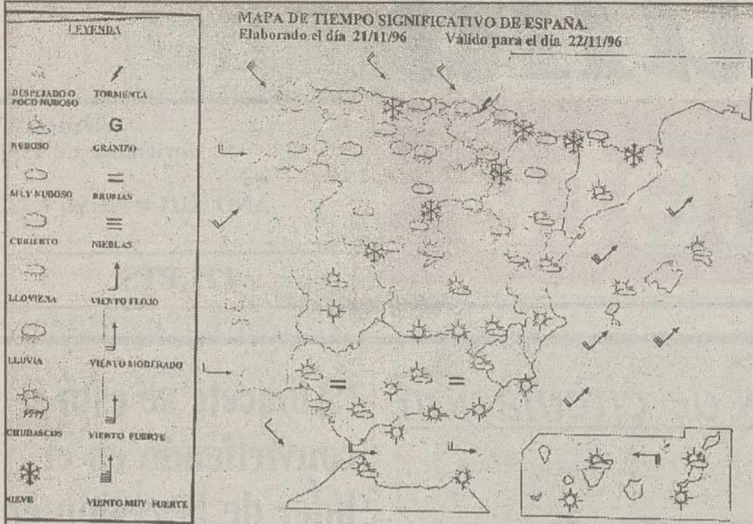 MAPA DE TIEMPO SIGNIFICATIVO DE ESPAÑA.
Elaborado el día 21/11/96 Válido para el día 22/11/96
LEYENDA
DESPEJADO O
POCO NUBOSO
TORMENTA
NUBOSO
G
GRANIZO
MUY NUBOSO
BRUMAS
CUBIERTO
NIEBLAS
LLOVIZNA
VIENTO FLOJO
LLUVIA
VIENTO MODERADO
CHUBASCOS
VIENTO FUERTE
NIEVE
VIENTO MUY FUERTE